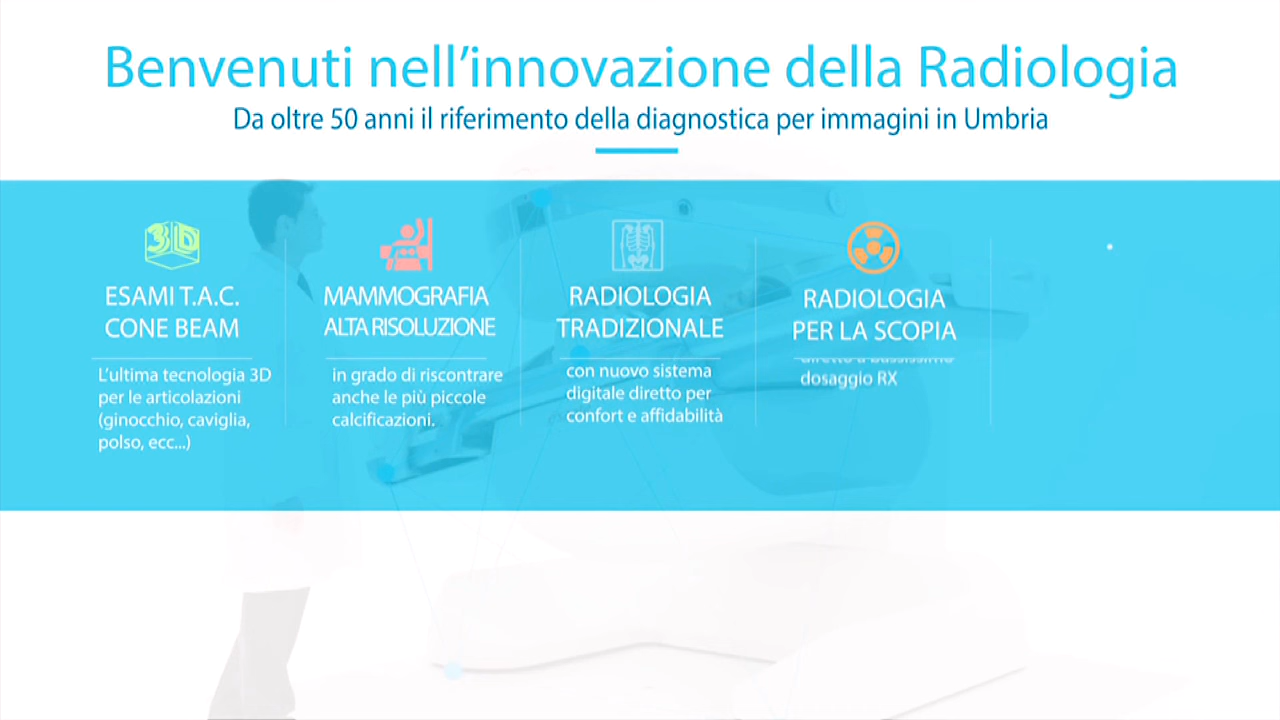 Benvenuti nell'innovazione della Radiologia
Da oltre 50 anni il riferimento della diagnostica per immagini in Umbria
3D
ESAMI T.A.C.
CONE BEAM
L'ultima tecnologia 3D
per le articolazioni
(ginocchio, caviglia,
polso, ecc...)
MAMMOGRAFIA
ALTA RISOLUZIONE
in grado di riscontrare
anche le più piccole
calcificazioni.
RADIOLOGIA
TRADIZIONALE
con nuovo sistema
digitale diretto per
confort e affidabilità
RADIOLOGIA
PER LA SCOPIA
diretto a bassissimo
dosaggio RX